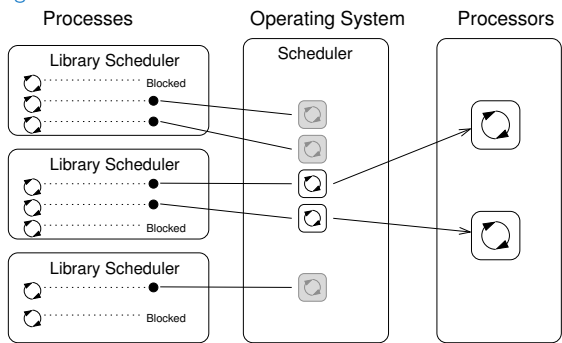 Processes Operating System Processors
Library Scheduler
Blocked
Scheduler
Library Scheduler
Blocked
Library Scheduler
Blocked